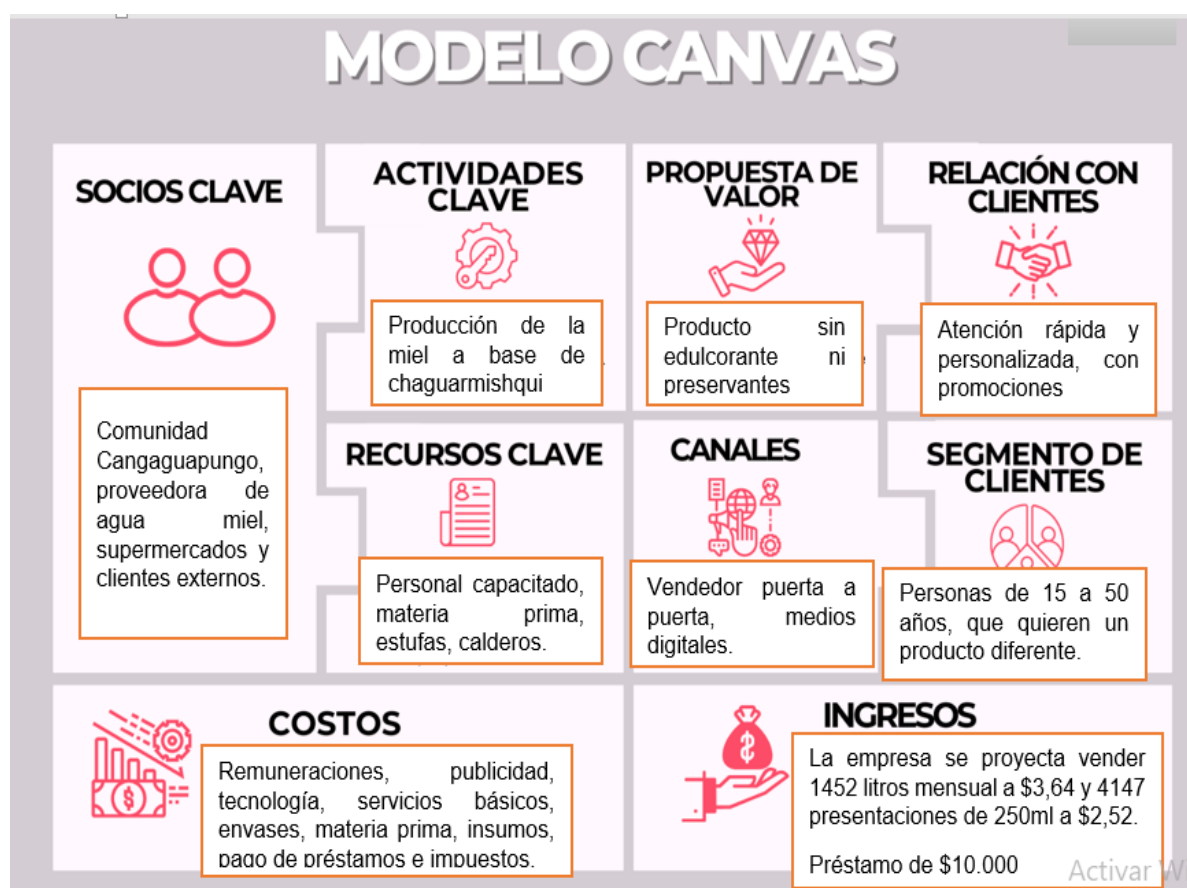 MODELO CANVAS
SOCIOS CLAVE
Comunidad
Cangaguapungo,
proveedora de
agua miel,
supermercados y
clientes externos.
ACTIVIDADES
CLAVE
Producción de la
miel a base de
chaguarmishqui
PROPUESTA DE
VALOR
Producto sin
edulcorante ni
preservantes
RELACIÓN CON
CLIENTES
Atención rápida y
personalizada, con
promociones
RECURSOS CLAVE
Personal capacitado,
materia prima,
estufas, calderos.
CANALES
Vendedor puerta a
puerta, medios
digitales.
SEGMENTO DE
CLIENTES
Personas de 15 a 50
años, que quieren un
producto diferente.
COSTOS
Remuneraciones, publicidad,
tecnología, servicios básicos,
envases, materia prima, insumos,
pago de préstamos e impuestos.
INGRESOS
La empresa se proyecta vender
1452 litros mensual a $3,64 y 4147
presentaciones de 250ml a $2,52.
Préstamo de $10.000
Activar W